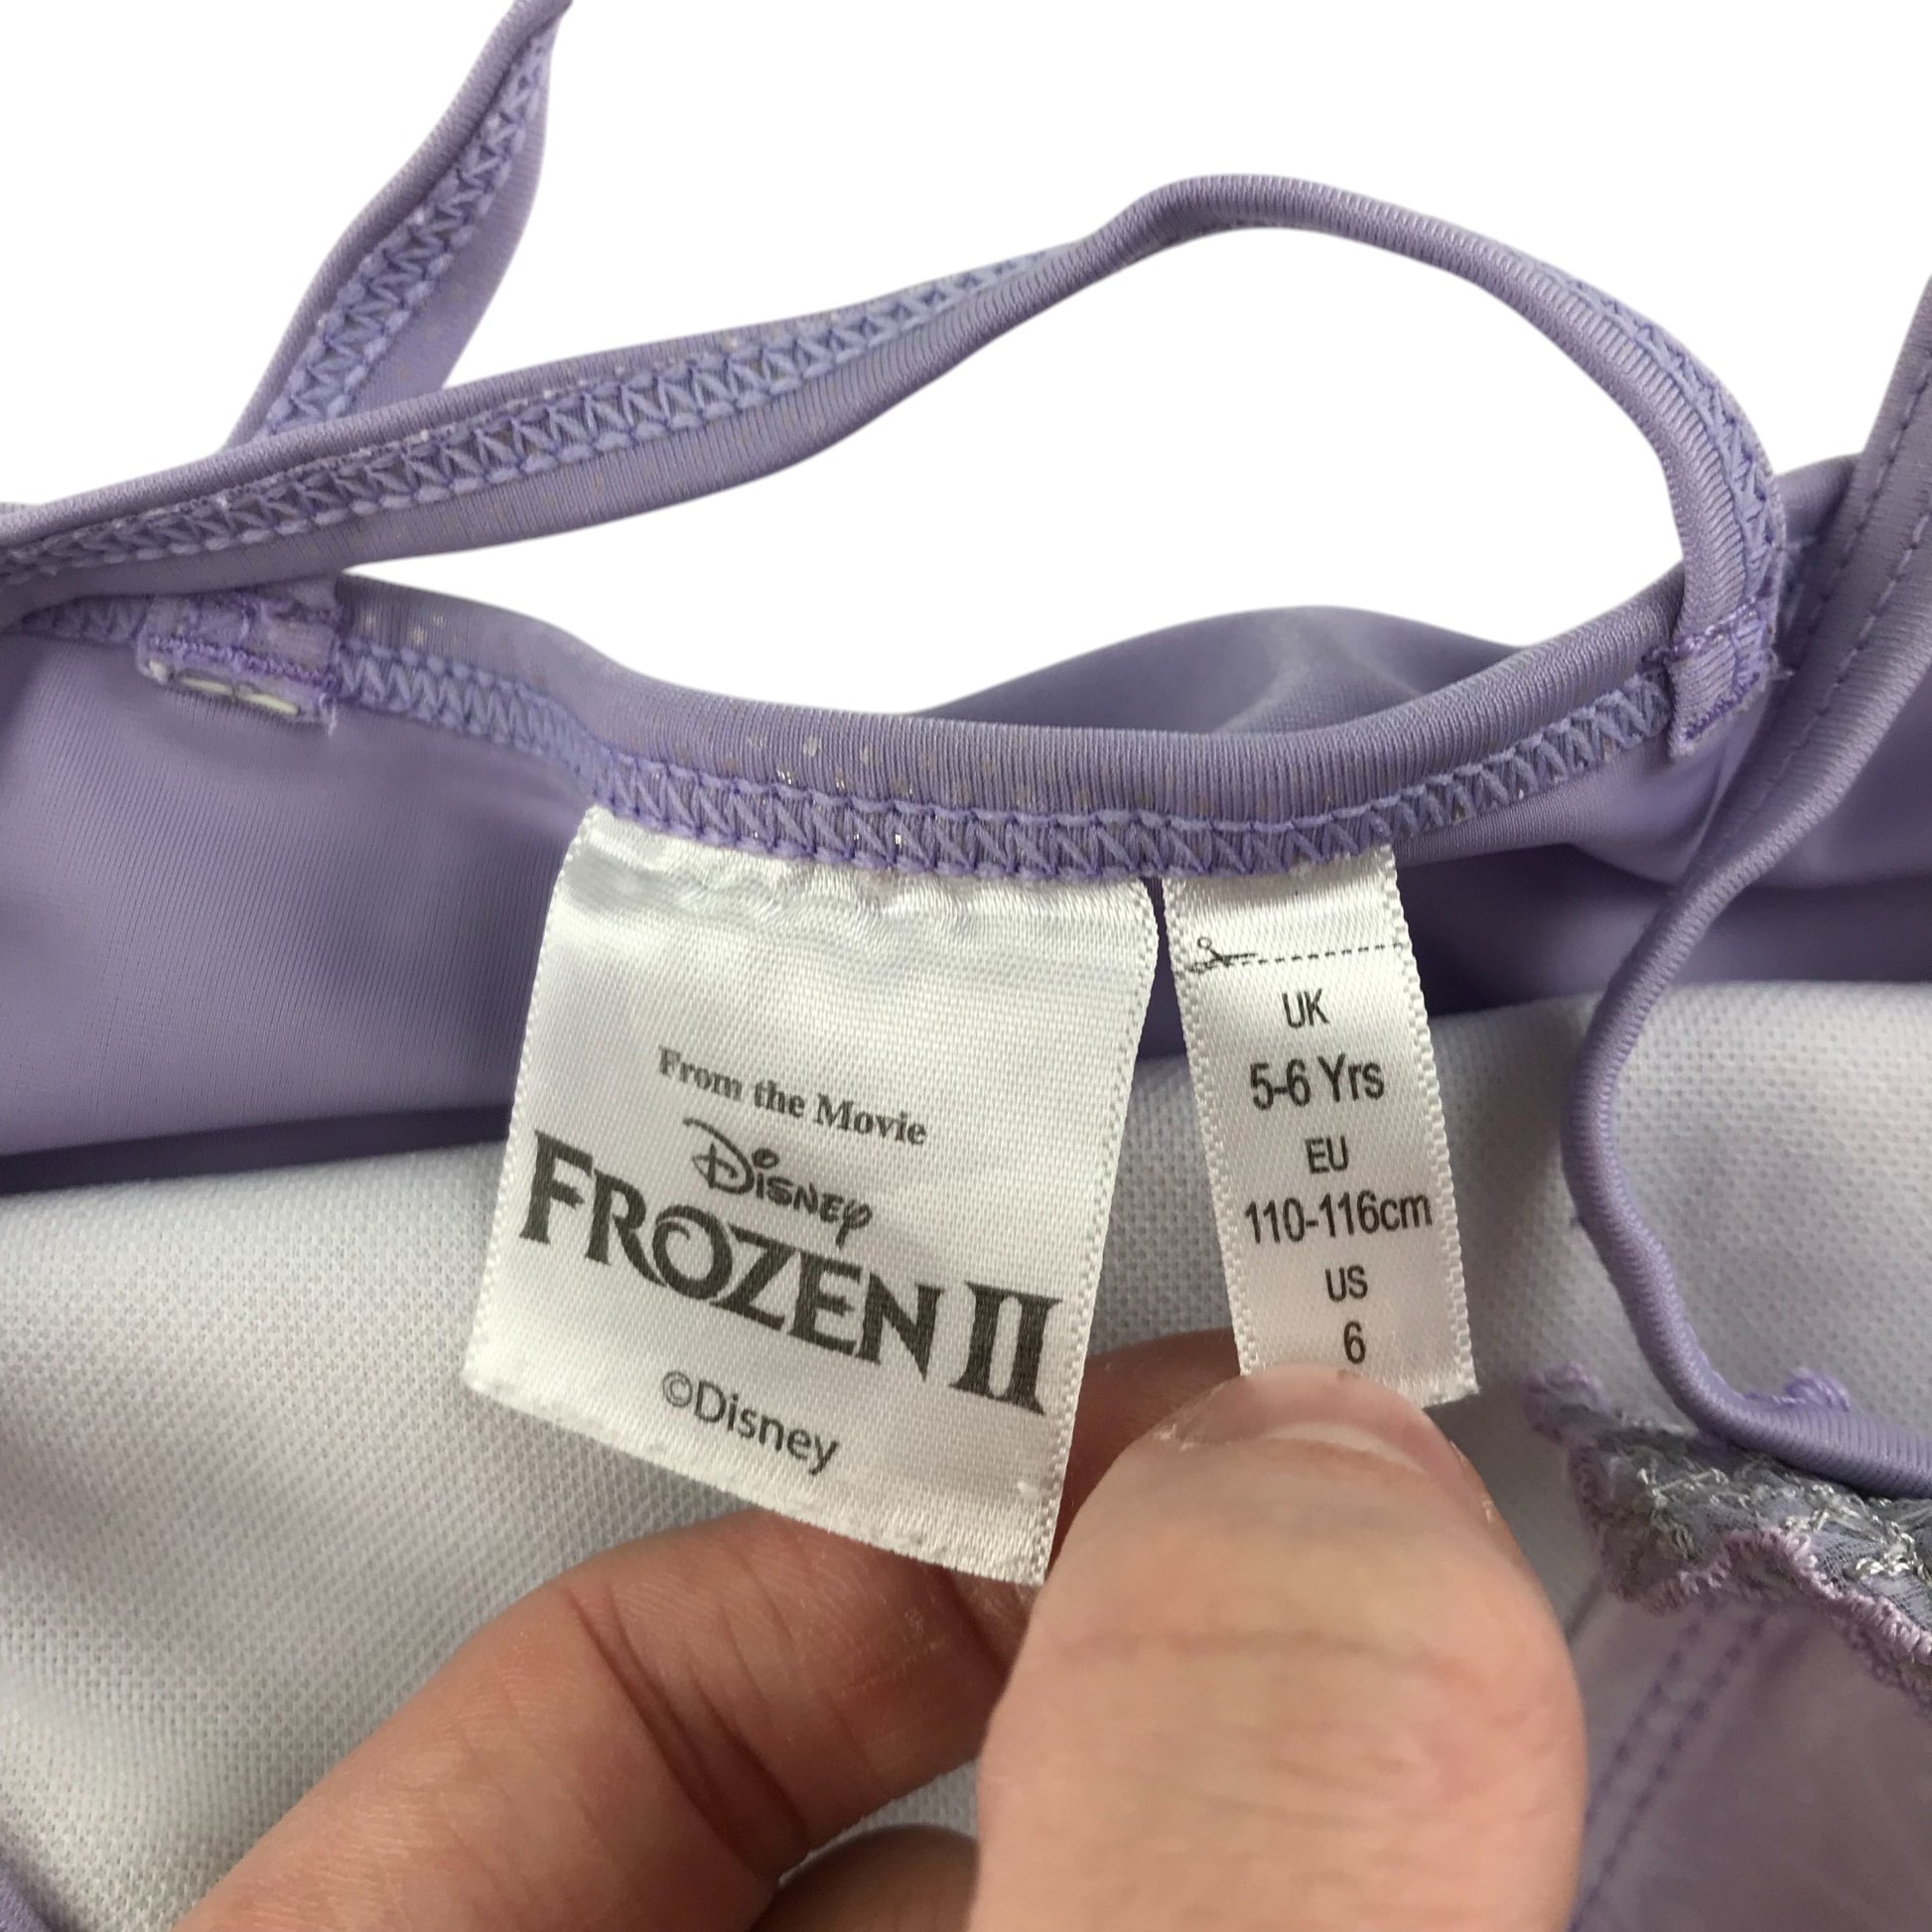 From the Movie
Disney
FROZEN II
©Disney
UK
5-6 Yrs
EU
110-116cm
US
6